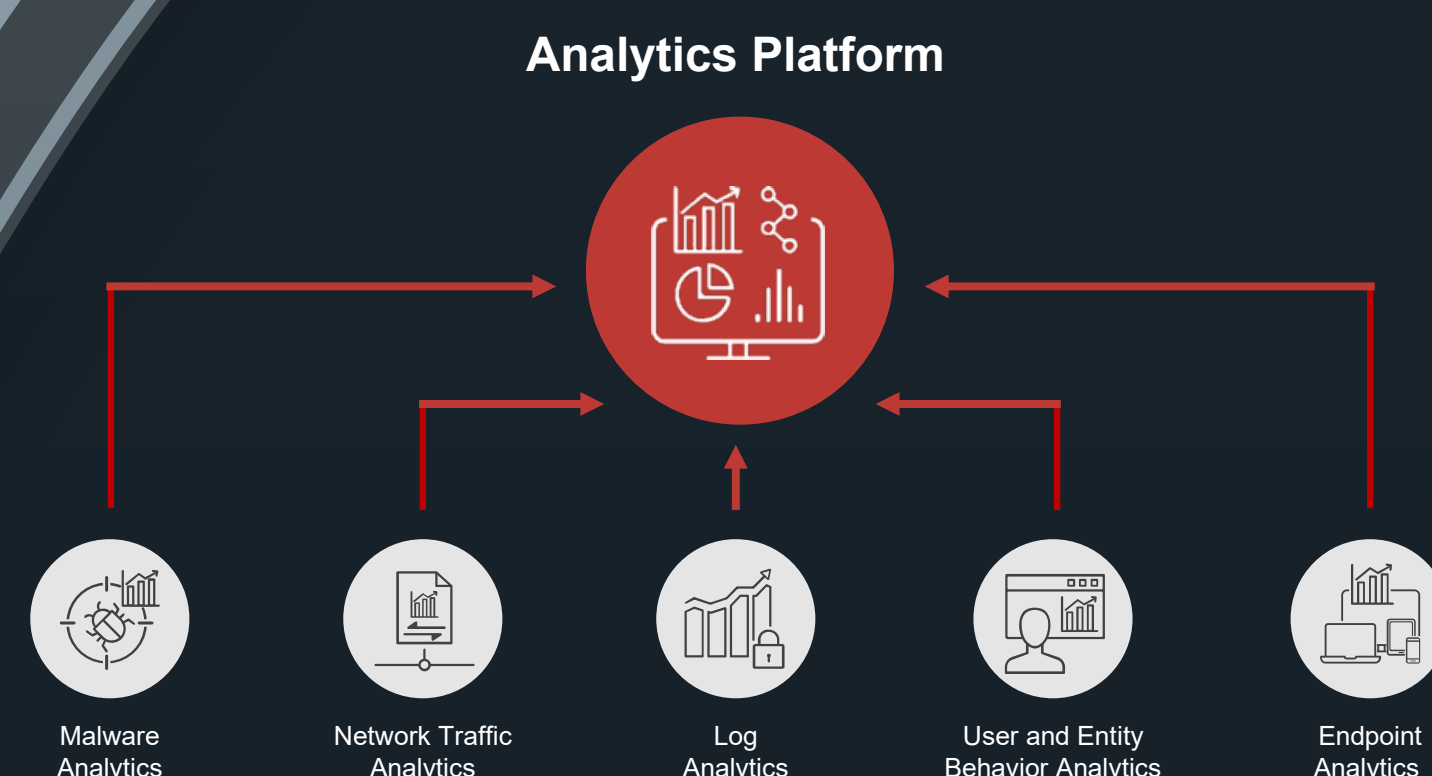 Analytics Platform
Malware
Analytics
Network Traffic
Analytics
Log
Analytics
User and Entity
Behavior Analytics
Endpoint
Analytics